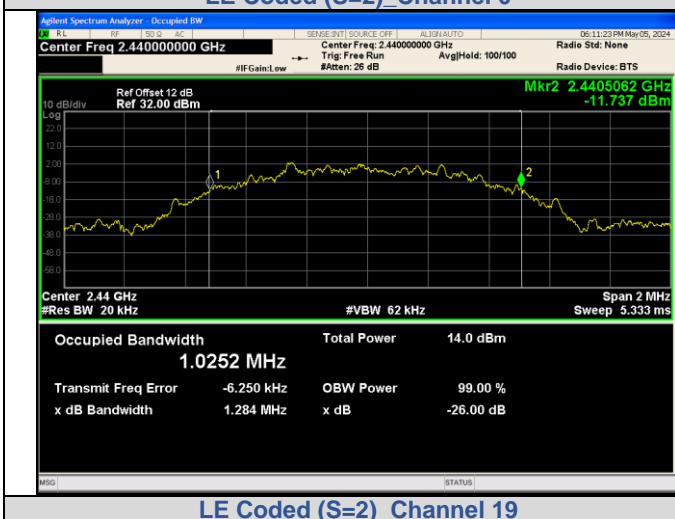 LE Coded (S=2)_Channel 0
Agilent Spectrum Analyzer - Occupied BW
RL RF 50 Ω AC SENSE:INT SOURCE OFF ALIGN AUTO 06:11:23 PM May 05, 2024
Center Freq 2.440000000 GHz Center Freq: 2.440000000 GHz Radio Std: None
Trig: Free Run Avg|Hold: 100/100
#IFGain:Low #Atten: 26 dB Radio Device: BTS
Mkr2 2.4405062 GHz
Ref Offset 12 dB
10 dB/div Ref 32.00 dBm -11.737 dBm
Log
22.0
12.0
2.00
-8.00
-18.0
-28.0
-38.0
-48.0
-58.0
1
2
Center 2.44 GHz Span 2 MHz
#Res BW 20 kHz #VBW 62 kHz Sweep 5.333 ms
Occupied Bandwidth Total Power 14.0 dBm
1.0252 MHz
Transmit Freq Error -6.250 kHz OBW Power 99.00 %
x dB Bandwidth 1.284 MHz x dB -26.00 dB
MSG STATUS
LE Coded (S=2)_Channel 19